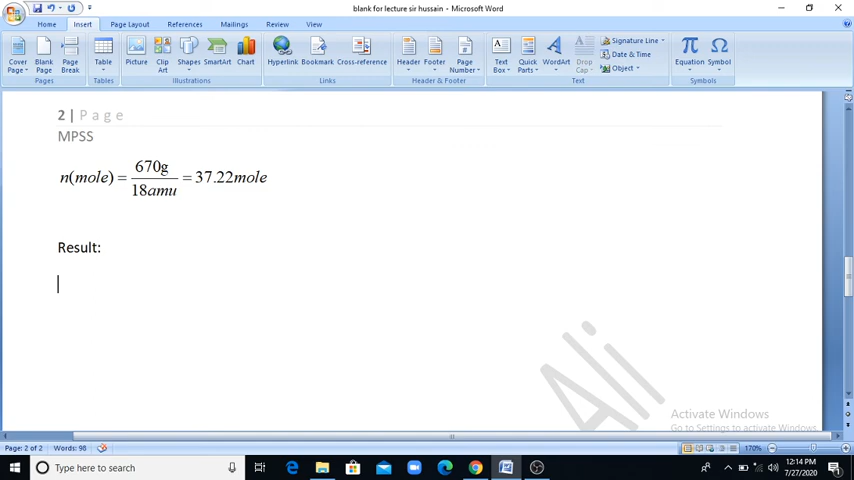 blank for lecture sir hussain - Microsoft Word
Home Insert Page Layout References Mailings Review View
Cover Page Blank Page Page Break Table Picture Clip Art Shapes SmartArt Chart Hyperlink Bookmark Cross-reference Header Footer Page Number Text Box Quick Parts WordArt Drop Cap Signature Line Date & Time Object Equation Symbol
Pages Tables Illustrations Links Header & Footer Text Symbols
2 | Page
MPSS
n(mole) = 670g / 18amu = 37.22mole
Result:
Ali
Activate Windows
Go to Settings to activate Windows.
Page: 2 of 2 Words: 98 170%
Type here to search
12:14 PM
7/27/2020